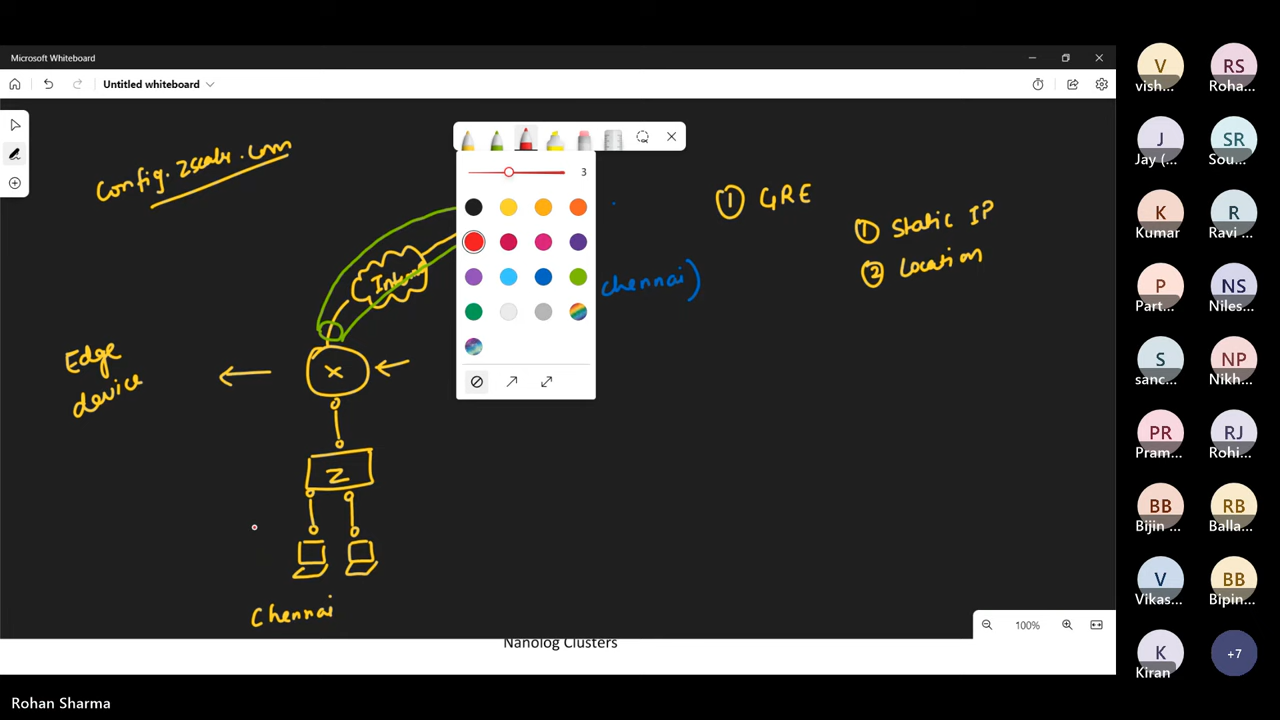 Microsoft Whiteboard
Untitled whiteboard
Config.zscaler.com
① GRE
① Static IP
② Location
3
Intern
chennai)
Edge
device
X
Z
Chennai
100%
Nanolog Clusters
Rohan Sharma
V
vish...
RS
Roha...
J
Jay (...
SR
Sou...
K
Kumar
R
Ravi ...
P
Part...
NS
Niles...
S
sanc...
NP
Nikh...
PR
Pram...
RJ
Rohi...
BB
Bijin ...
RB
Balla...
V
Vikas...
BB
Bipin...
K
Kiran
+7